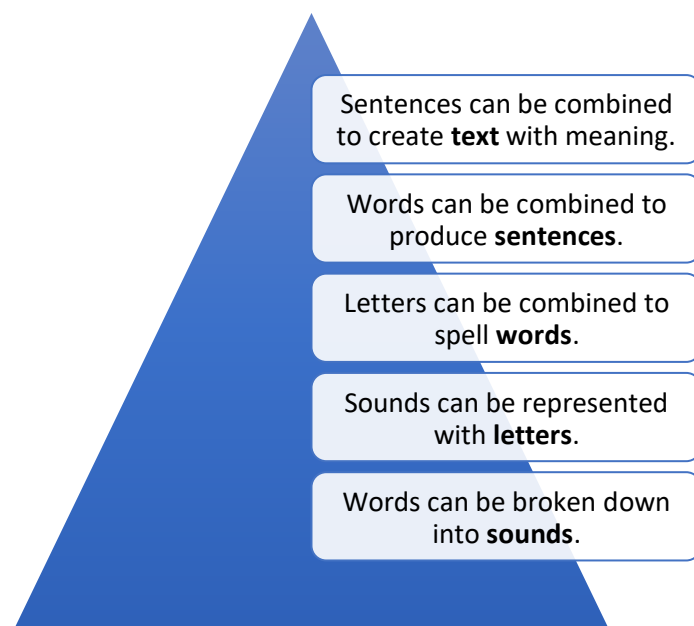 Sentences can be combined
to create text with meaning.
Words can be combined to
produce sentences.
Letters can be combined to
spell words.
Sounds can be represented
with letters.
Words can be broken down
into sounds.